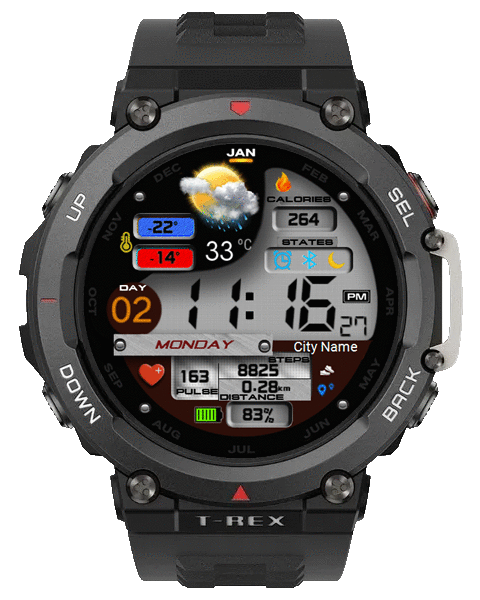 JAN
DEC
FEB
UP
SEL
CALORIES
264
NOV
MAR
-22°
STATES
33 °C
-14°
DAY
02
11:16
PM
27
OCT
APR
MONDAY
City Name
STEPS
8825
163
PULSE
0.28km
DISTANCE
SEP
MAY
DOWN
BACK
83%
AUG
JUN
JUL
T-REX